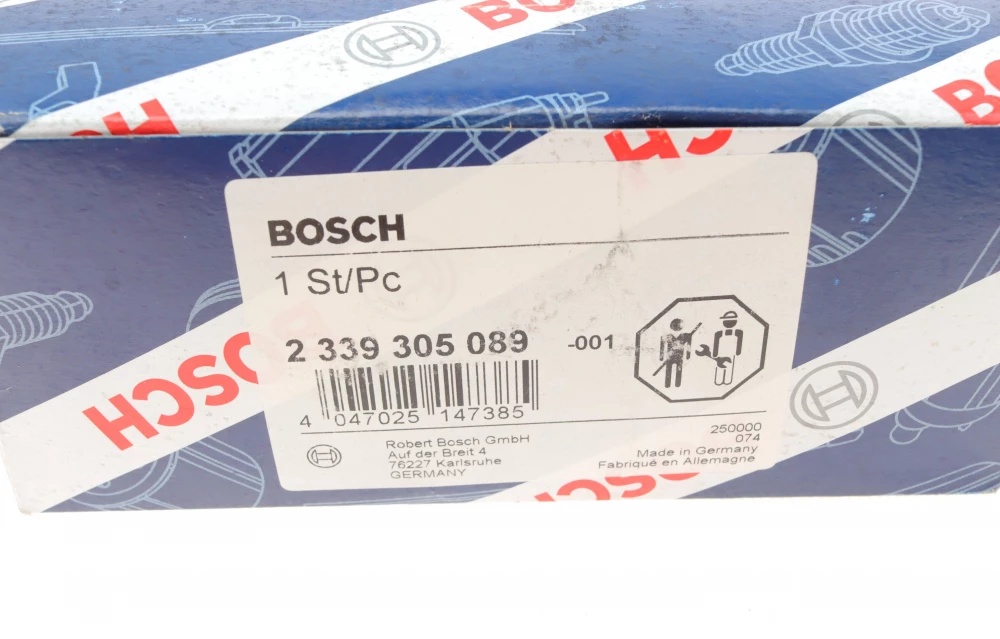 BOSCH
BOSCH
BOSCH
BOSCH
BOSCH
1 St/Pc
2 339 305 089 -001
4 047025 147385
BOSCH
Robert Bosch GmbH
Auf der Breit 4
76227 Karlsruhe
GERMANY
250000
074
Made in Germany
Fabriqué en Allemagne
BOSCH